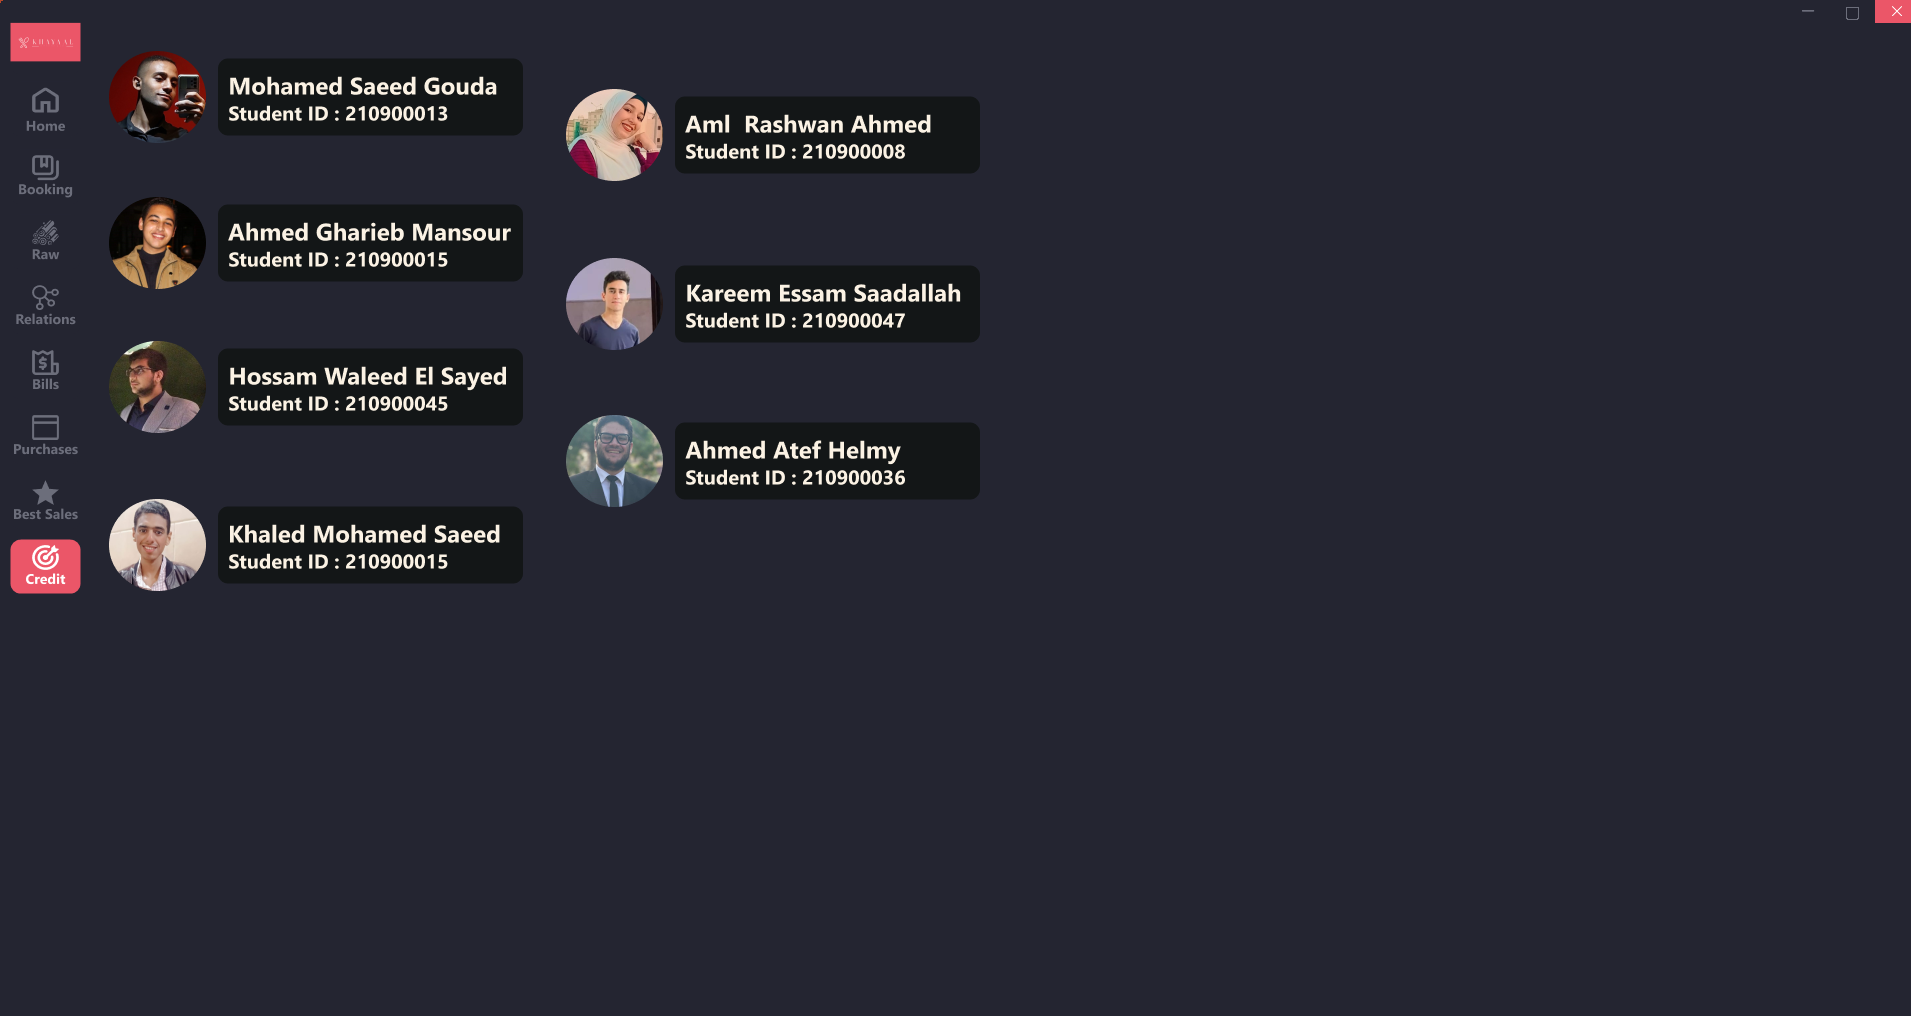 KHAYAAL
Home
Booking
Raw
Relations
Bills
Purchases
Best Sales
Credit
Mohamed Saeed Gouda
Student ID : 210900013
Ahmed Gharieb Mansour
Student ID : 210900015
Hossam Waleed El Sayed
Student ID : 210900045
Khaled Mohamed Saeed
Student ID : 210900015
Aml  Rashwan Ahmed
Student ID : 210900008
Kareem Essam Saadallah
Student ID : 210900047
Ahmed Atef Helmy
Student ID : 210900036